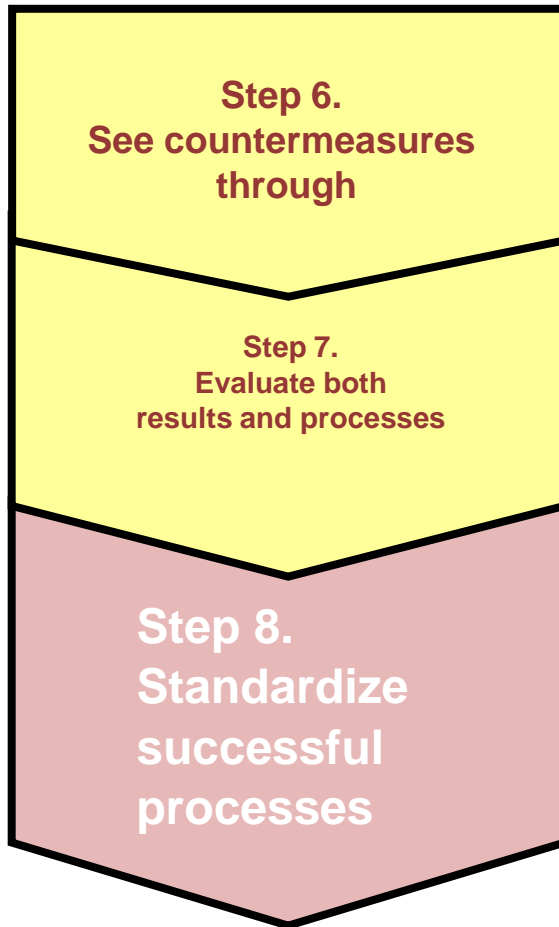 Step 6.
See countermeasures
through
Step 7.
Evaluate both
results and processes
Step 8.
Standardize
successful
processes